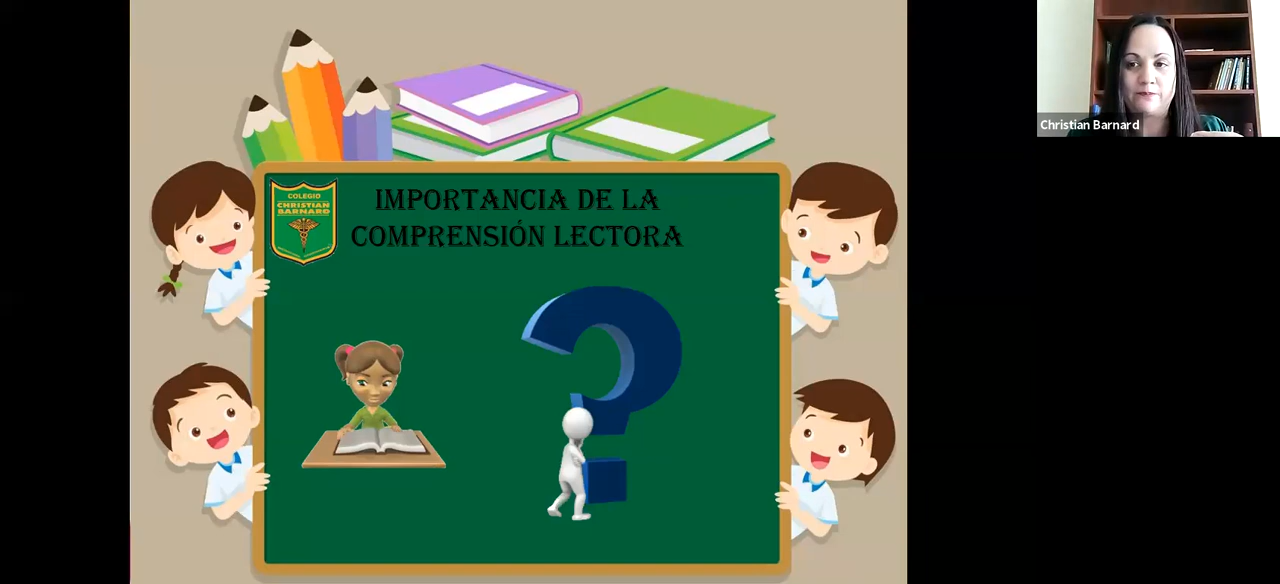 COLEGIO
CHRISTIAN
BARNARD
IMPORTANCIA DE LA
COMPRENSIÓN LECTORA
Christian Barnard